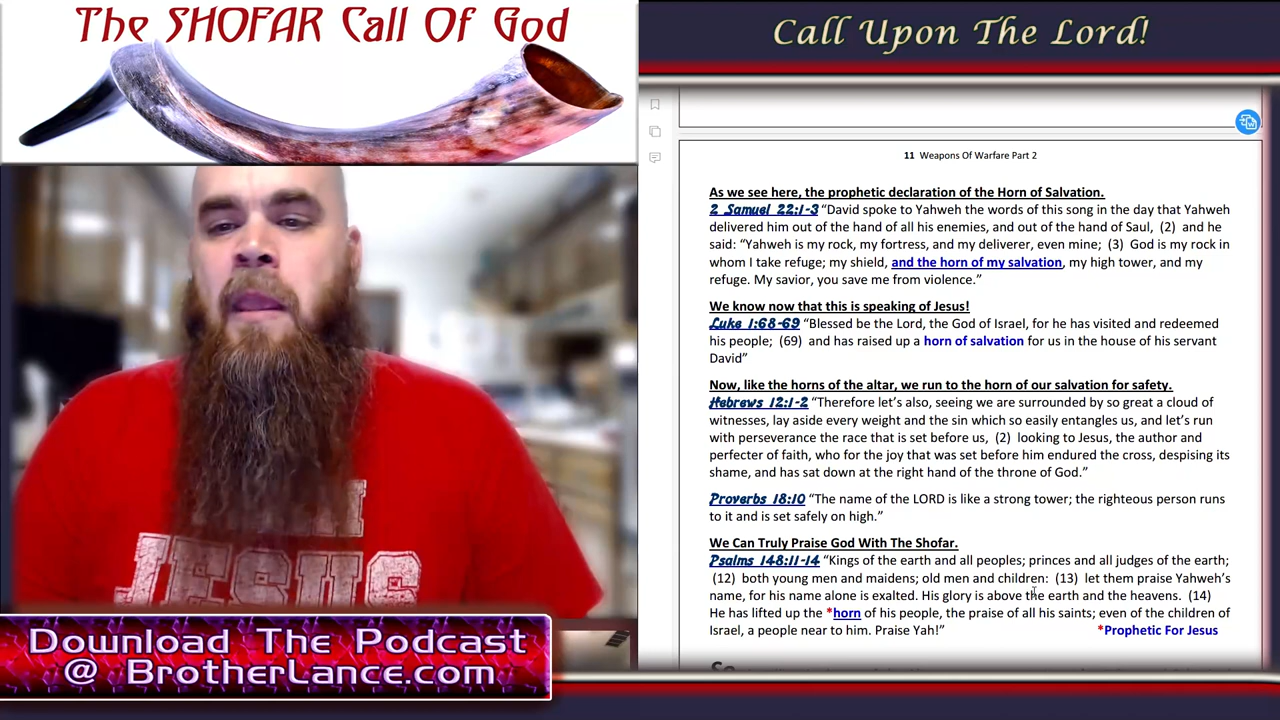 The SHOFAR Call Of God
Call Upon The Lord!
JESUS
Download The Podcast
@ BrotherLance.com
11 Weapons Of Warfare Part 2
As we see here, the prophetic declaration of the Horn of Salvation.
2 Samuel 22:1-3 “David spoke to Yahweh the words of this song in the day that Yahweh
delivered him out of the hand of all his enemies, and out of the hand of Saul, (2) and he
said: “Yahweh is my rock, my fortress, and my deliverer, even mine; (3) God is my rock in
whom I take refuge; my shield, and the horn of my salvation, my high tower, and my
refuge. My savior, you save me from violence.”
We know now that this is speaking of Jesus!
Luke 1:68-69 “Blessed be the Lord, the God of Israel, for he has visited and redeemed
his people; (69) and has raised up a horn of salvation for us in the house of his servant
David”
Now, like the horns of the altar, we run to the horn of our salvation for safety.
Hebrews 12:1-2 “Therefore let’s also, seeing we are surrounded by so great a cloud of
witnesses, lay aside every weight and the sin which so easily entangles us, and let’s run
with perseverance the race that is set before us, (2) looking to Jesus, the author and
perfecter of faith, who for the joy that was set before him endured the cross, despising its
shame, and has sat down at the right hand of the throne of God.”
Proverbs 18:10 “The name of the LORD is like a strong tower; the righteous person runs
to it and is set safely on high.”
We Can Truly Praise God With The Shofar.
Psalms 148:11-14 “Kings of the earth and all peoples; princes and all judges of the earth;
(12) both young men and maidens; old men and children: (13) let them praise Yahweh’s
name, for his name alone is exalted. His glory is above the earth and the heavens. (14)
He has lifted up the *horn of his people, the praise of all his saints; even of the children of
Israel, a people near to him. Praise Yah!” *Prophetic For Jesus